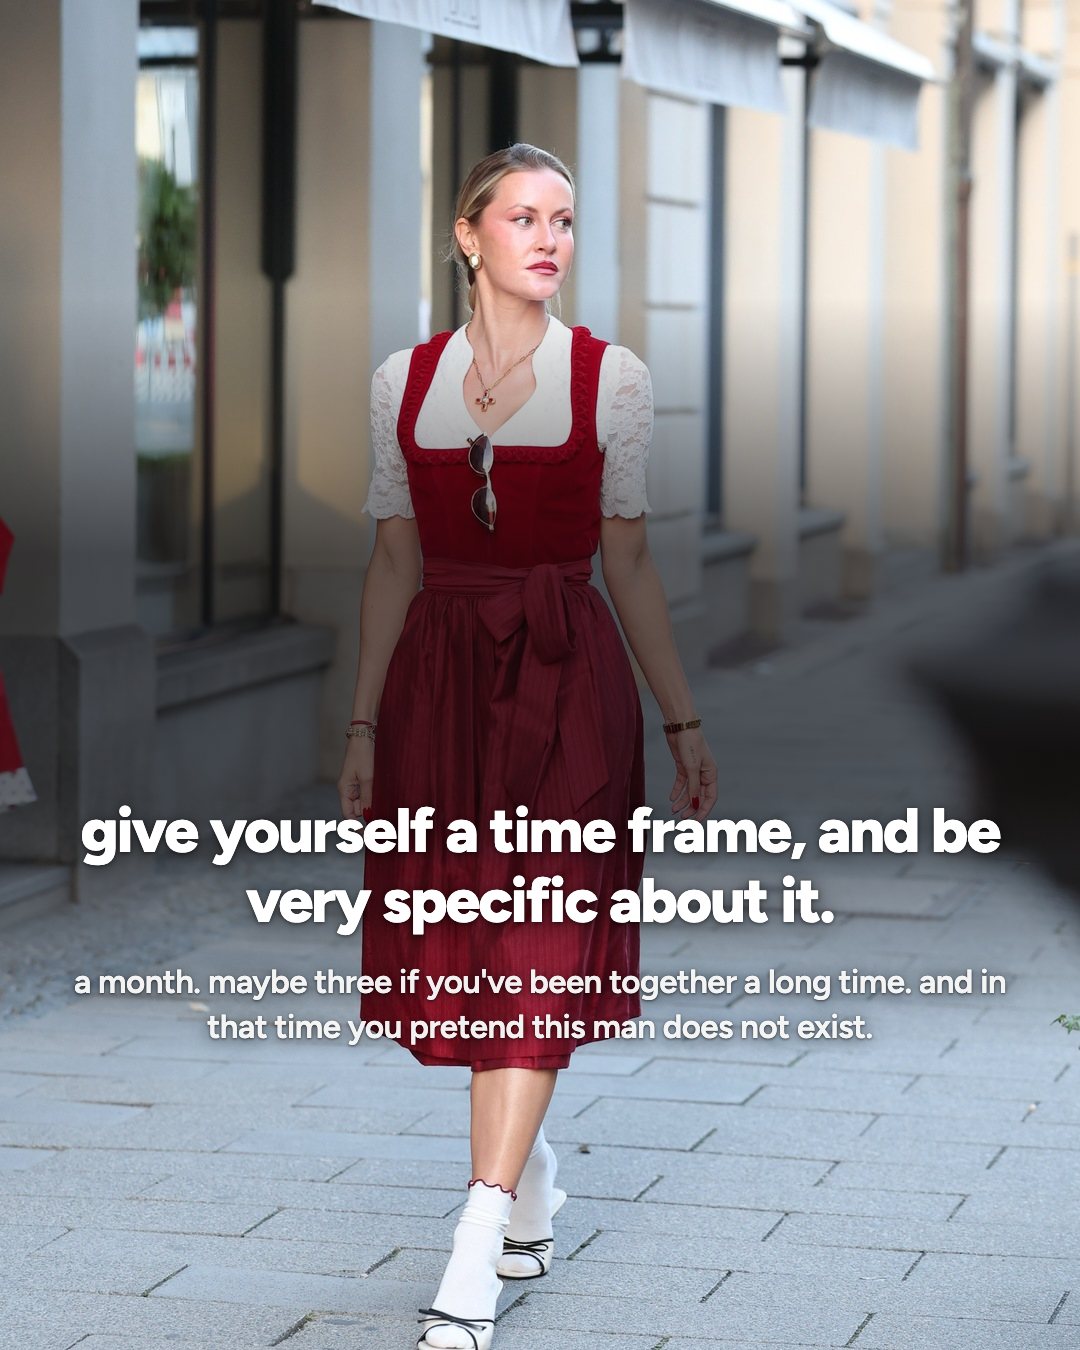 give yourself a time frame, and be
very specific about it.
a month. maybe three if you've been together a long time. and in
that time you pretend this man does not exist.